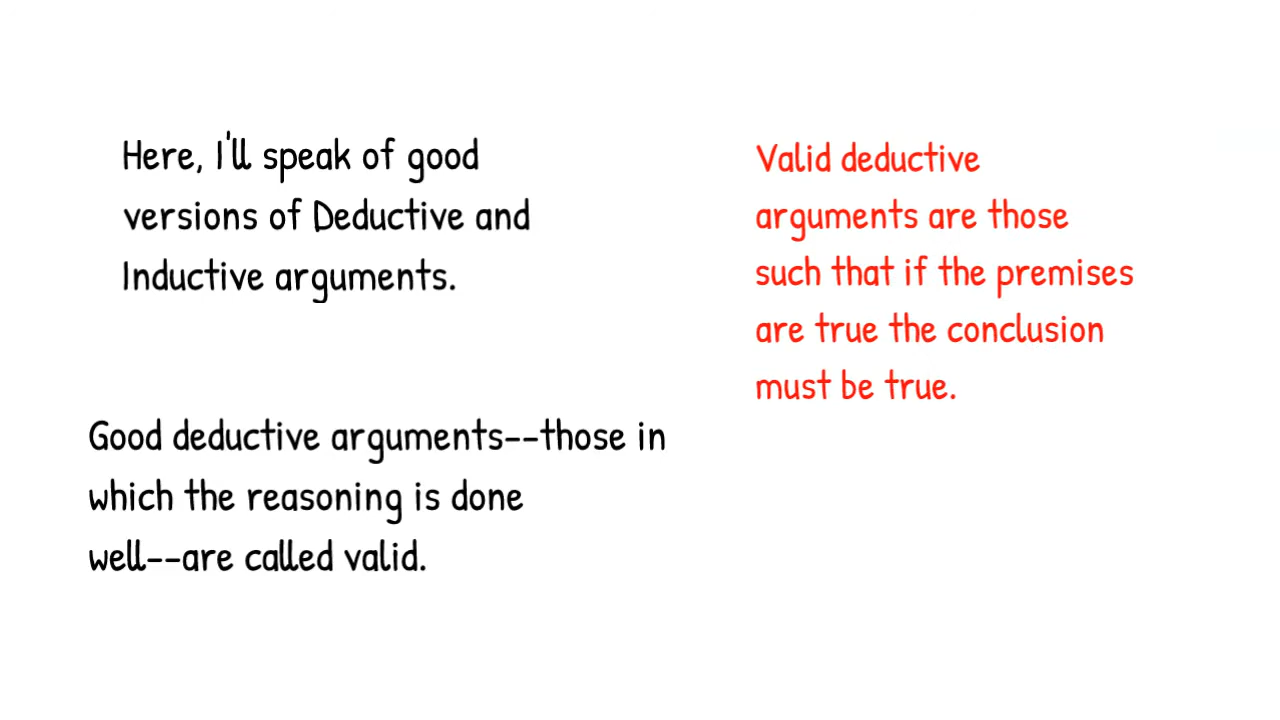 Here, I'll speak of good
versions of Deductive and
Inductive arguments.
Good deductive arguments--those in
which the reasoning is done
well--are called valid.
Valid deductive
arguments are those
such that if the premises
are true the conclusion
must be true.